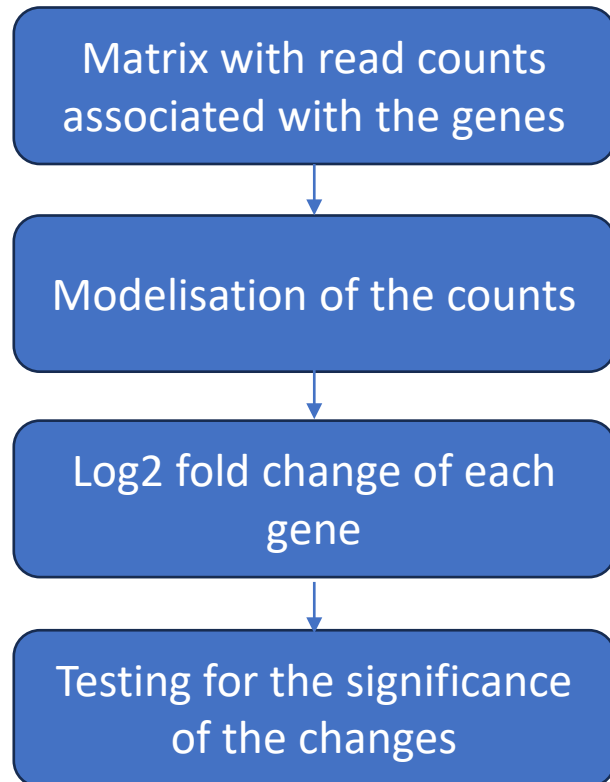 Matrix with read counts
associated with the genes
Modelisation of the counts
Log2 fold change of each
gene
Testing for the significance
of the changes